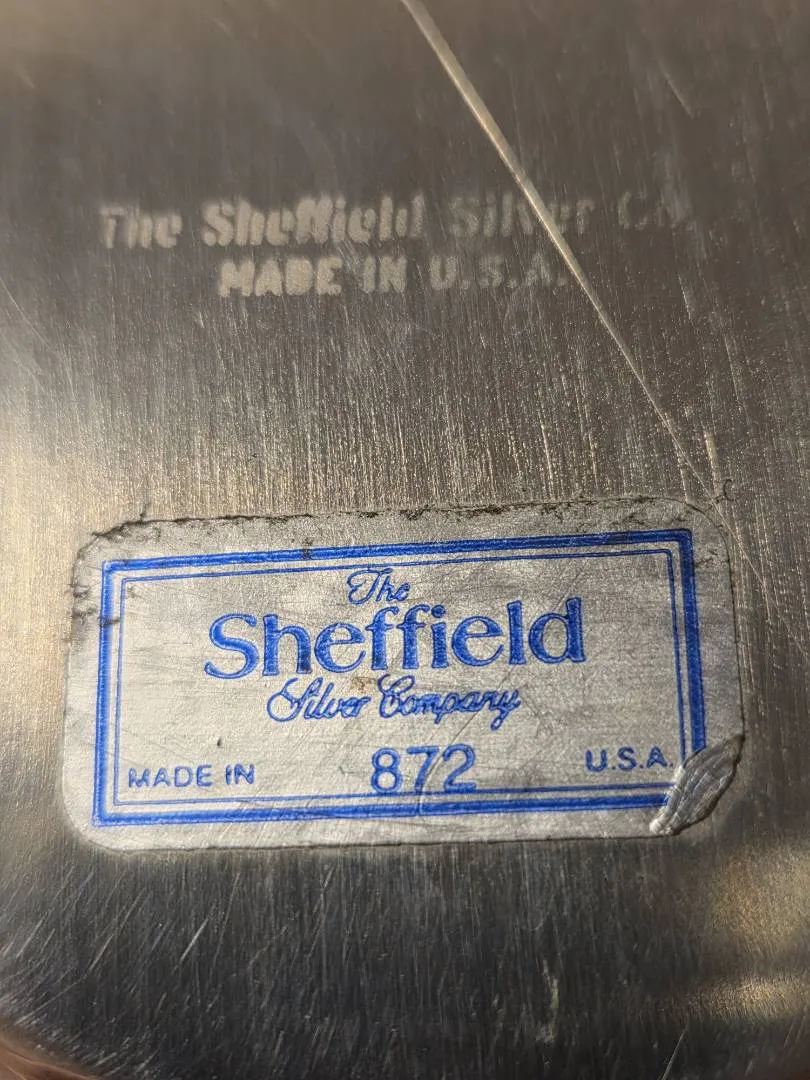 The Sheffield Silver Co.
MADE IN U.S.A.
The
Sheffield
Silver Company
MADE IN 872 U.S.A.